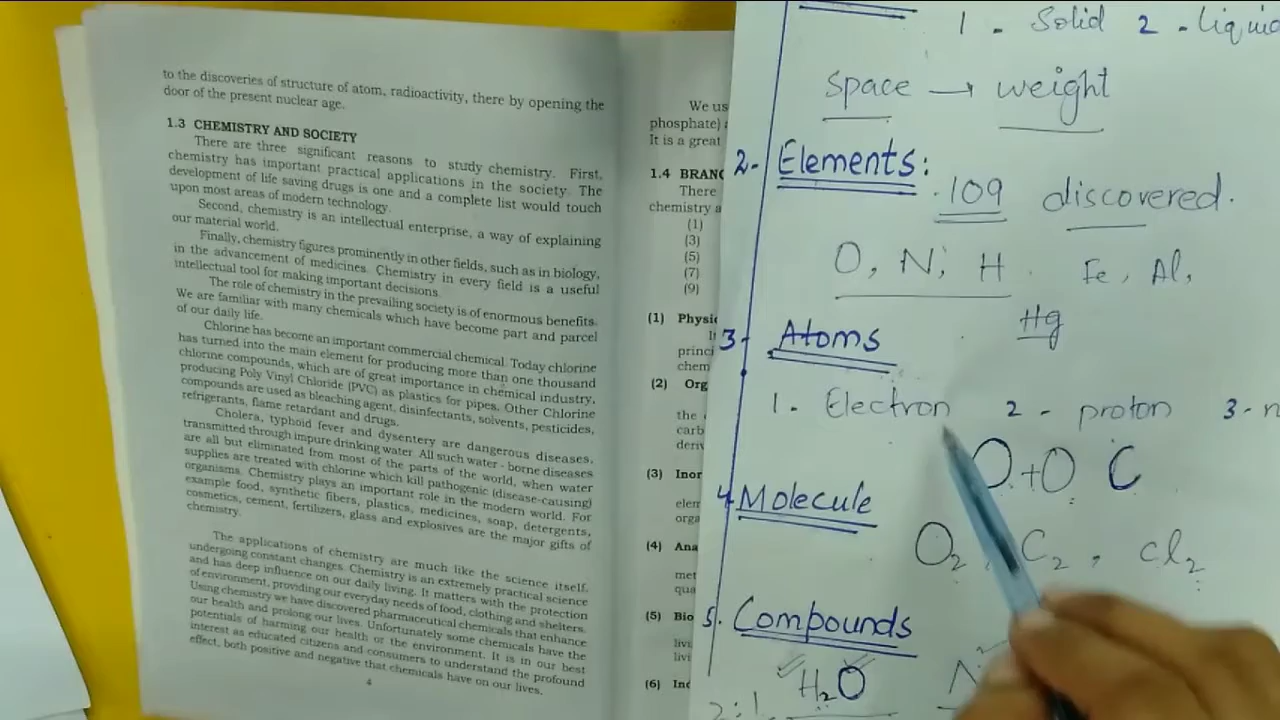 to the discoveries of structure of atom, radioactivity, there by opening the
door of the present nuclear age.
1.3 CHEMISTRY AND SOCIETY
There are three significant reasons to study chemistry. First,
chemistry has important practical applications in the society. The
development of life saving drugs is one and a complete list would touch
upon most areas of modern technology.
Second, chemistry is an intellectual enterprise, a way of explaining
our material world.
Finally, chemistry figures prominently in other fields, such as in biology,
in the advancement of medicines. Chemistry in every field is a useful
intellectual tool for making important decisions.
The role of chemistry in the prevailing society is of enormous benefits.
We are familiar with many chemicals which have become part and parcel
of our daily life.
Chlorine has become an important commercial chemical. Today chlorine
has turned into the main element for producing more than one thousand
chlorine compounds, which are of great importance in chemical industry,
producing Poly Vinyl Chloride (PVC) as plastics for pipes. Other Chlorine
compounds are used as bleaching agent, disinfectants, solvents, pesticides,
refrigerants, flame retardant and drugs.
Cholera, typhoid fever and dysentery are dangerous diseases,
transmitted through impure drinking water. All such water - borne diseases
are all but eliminated from most of the parts of the world, when water
supplies are treated with chlorine which kill pathogenic (disease-causing)
organisms. Chemistry plays an important role in the modern world. For
example food, synthetic fibers, plastics, medicines, soap, detergents,
cosmetics, cement, fertilizers, glass and explosives are the major gifts of
chemistry.
The applications of chemistry are much like the science itself,
undergoing constant changes. Chemistry is an extremely practical science
and has deep influence on our daily living. It matters with the protection
of environment, providing our everyday needs of food, clothing and shelters.
Using chemistry we have discovered pharmaceutical chemicals that enhance
our health and prolong our lives. Unfortunately some chemicals have the
potentials of harming our health or the environment. It is in our best
interest as educated citizens and consumers to understand the profound
effect, both positive and negative that chemicals have on our lives.
4
We us
phosphate)
It is a great
1.4 BRANC
There
chemistry a
(1)
(3)
(5)
(7)
(9)
(1) Physic
princi
chem
(2) Org
the
carb
deriv
(3) Inor
elem
orga
(4) Ana
met
qua
(5) Bio
livi
livi
(6) Ind
1 - Solid 2 - liquid
space → weight
2- Elements:
109 discovered.
O, N, H Fe, Al,
Hg
3- Atoms
1. Electron 2 - proton 3- n
O+O C
4 Molecule
O2, C2, Cl2
5. Compounds
H2O N
2:1